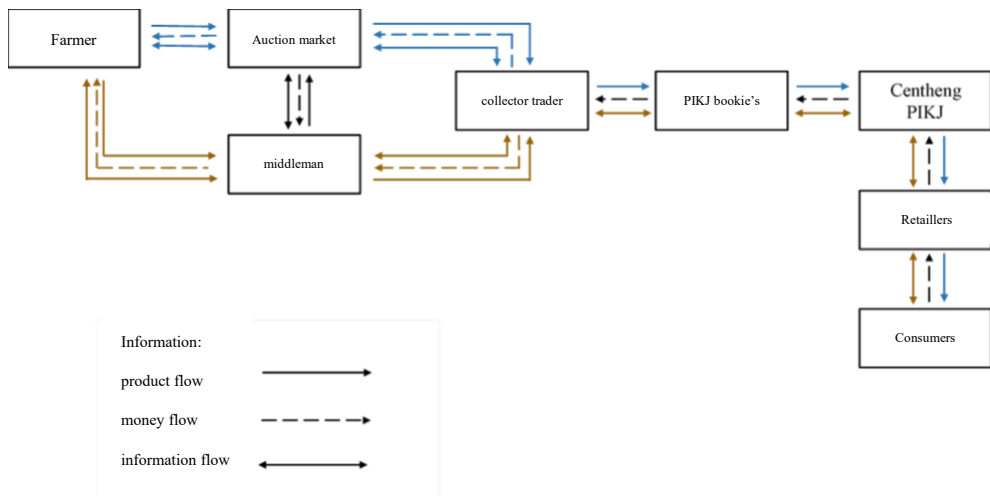 Farmer
Auction market
collector trader
PIKJ bookie's
Centheng
PIKJ
middleman
Retaillers
Consumers
Information:
product flow
money flow
information flow